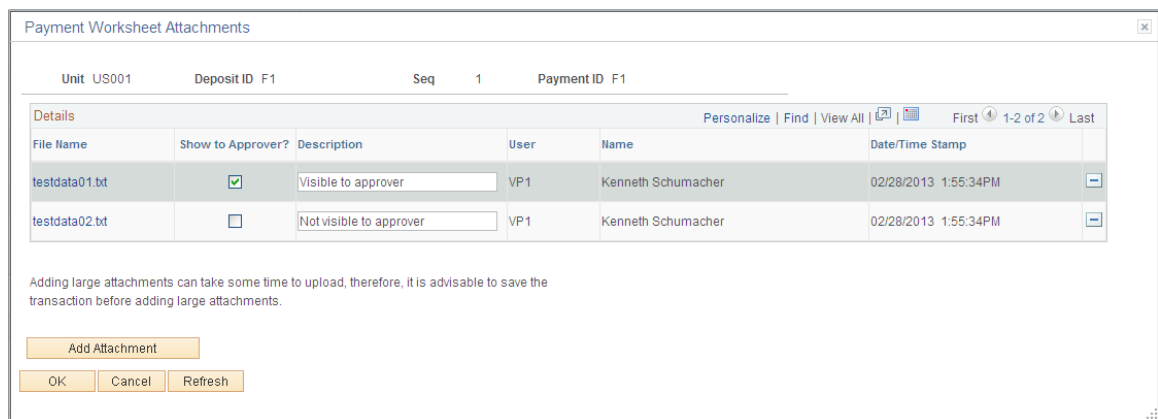 Payment Worksheet Attachments
Unit US001 Deposit ID F1 Seq 1 Payment ID F1
Details Personalize | Find | View All | | First 1-2 of 2 Last
File Name Show to Approver? Description User Name Date/Time Stamp
testdata01.txt Visible to approver VP1 Kenneth Schumacher 02/28/2013 1:55:34PM
testdata02.txt Not visible to approver VP1 Kenneth Schumacher 02/28/2013 1:55:34PM
Adding large attachments can take some time to upload, therefore, it is advisable to save the
transaction before adding large attachments.
Add Attachment
OK Cancel Refresh